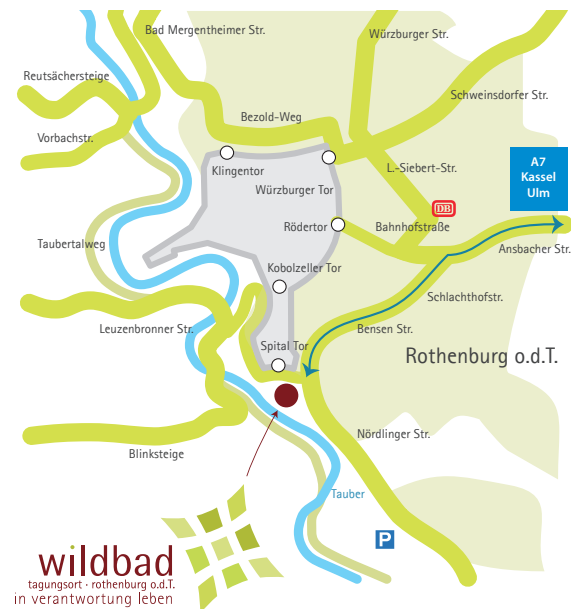 Bad Mergentheimer Str.
Würzburger Str.
Reutsächersteige
Schweinsdorfer Str.
Bezold-Weg
Vorbachstr.
A7
Kassel
Ulm
Klingentor
L.-Siebert-Str.
Würzburger Tor
DB
Rödertor
Bahnhofstraße
Taubertalweg
Ansbacher Str.
Kobolzeller Tor
Schlachthofstr.
Leuzenbronner Str.
Bensen Str.
Spital Tor
Rothenburg o.d.T.
Nördlinger Str.
Blinksteige
Tauber
P
wildbad
tagungsort · rothenburg o.d.T.
in verantwortung leben